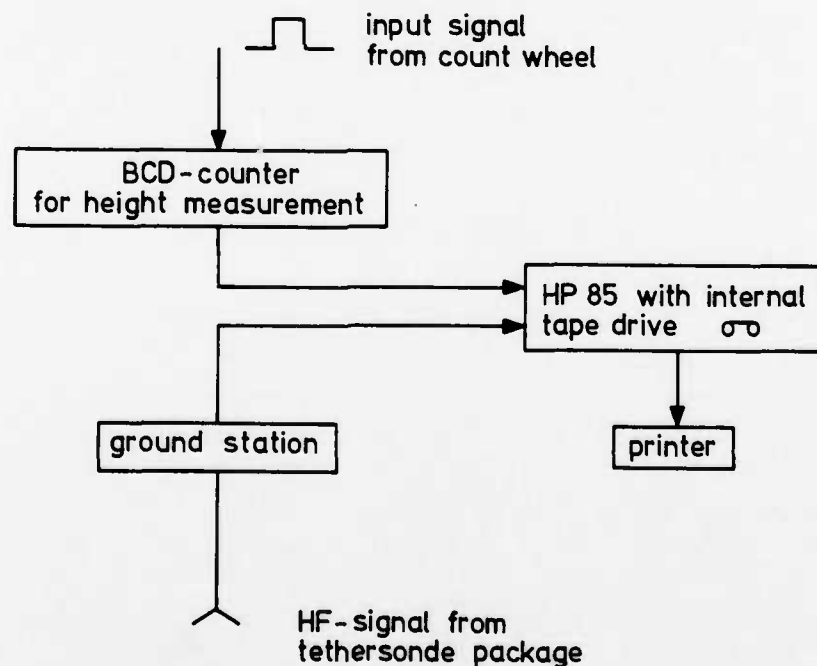 input signal
from count wheel
BCD-counter
for height measurement
HP 85 with internal
tape drive
ground station
printer
HF-signal from
tethersonde package